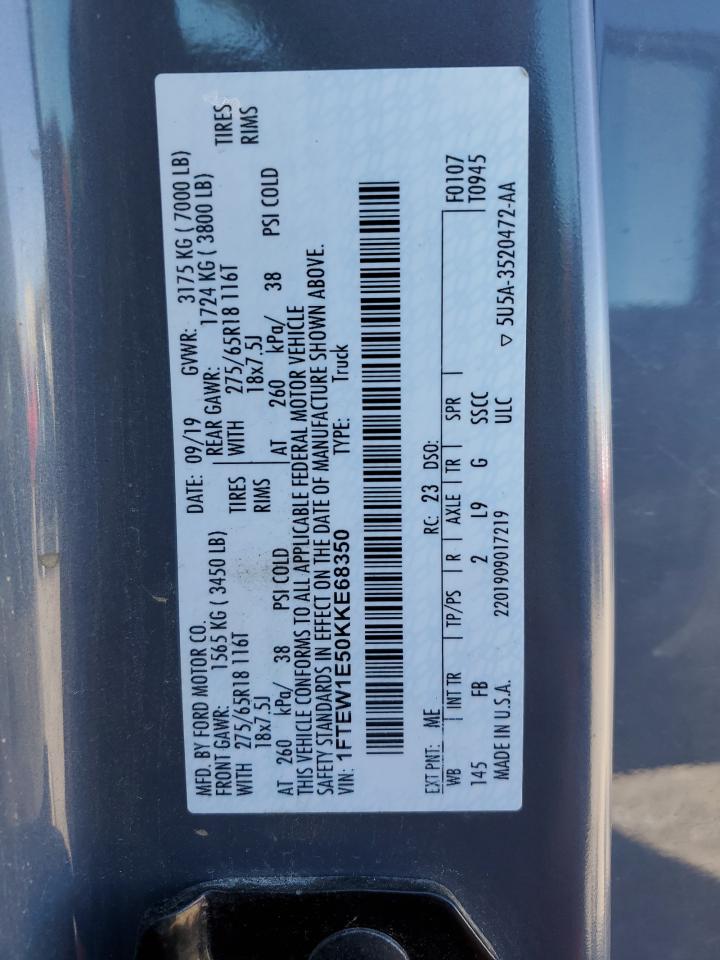 MFD. BY FORD MOTOR CO. DATE: 09/19 GVWR: 3175 KG ( 7000 LB)
FRONT GAWR: 1565 KG ( 3450 LB) REAR GAWR: 1724 KG ( 3800 LB)
WITH 275/65R18 116T TIRES WITH 275/65R18 116T TIRES
18x7.5J RIMS 18x7.5J RIMS
AT 260 kPa/ 38 PSI COLD AT 260 kPa/ 38 PSI COLD
THIS VEHICLE CONFORMS TO ALL APPLICABLE FEDERAL MOTOR VEHICLE
SAFETY STANDARDS IN EFFECT ON THE DATE OF MANUFACTURE SHOWN ABOVE.
VIN: 1FTEW1E50KKE68350 TYPE: Truck
EXT PNT: ME RC: 23 DSO:
WB INT TR TP/PS R AXLE TR SPR F0107
T0945
145 FB 2 L9 G SSCC
MADE IN U.S.A. 2201909017219 ULC ▽ 5U5A-3520472-AA